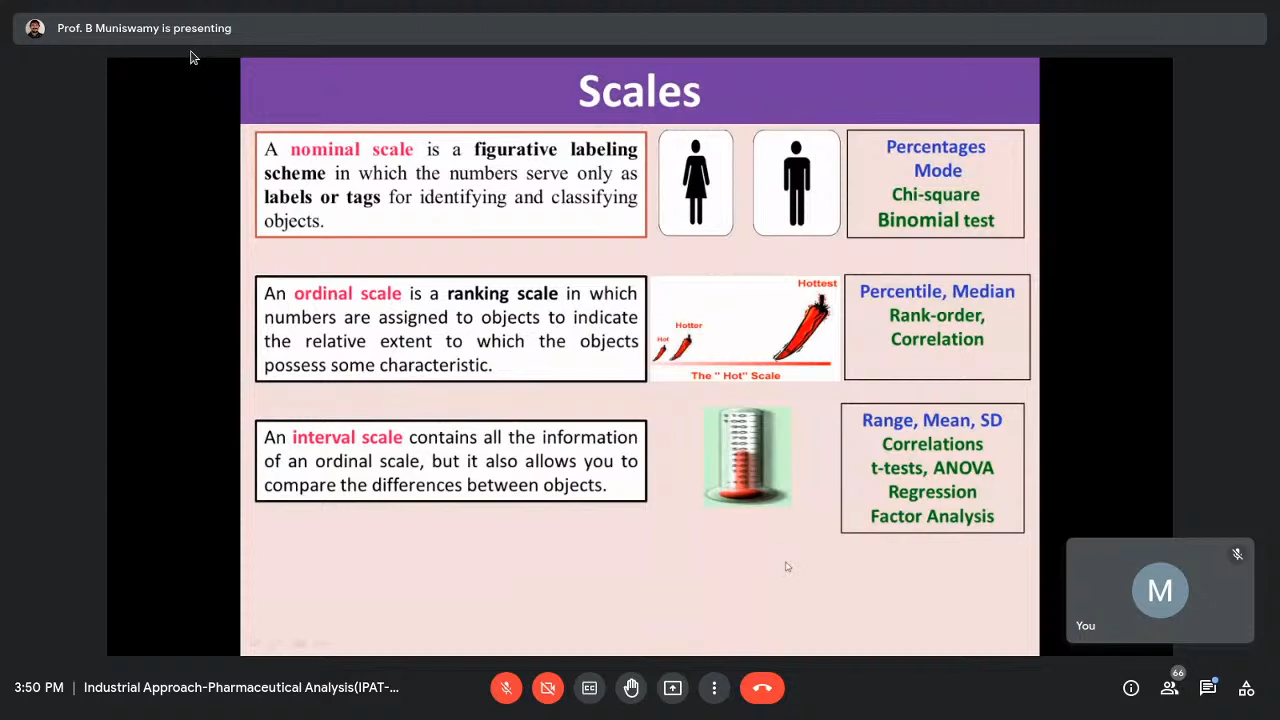 Prof. B Muniswamy is presenting
Scales
A nominal scale is a figurative labeling
scheme in which the numbers serve only as
labels or tags for identifying and classifying
objects.
Percentages
Mode
Chi-square
Binomial test
An ordinal scale is a ranking scale in which
numbers are assigned to objects to indicate
the relative extent to which the objects
possess some characteristic.
Hottest
Hotter
Hot
The " Hot" Scale
Percentile, Median
Rank-order,
Correlation
An interval scale contains all the information
of an ordinal scale, but it also allows you to
compare the differences between objects.
Range, Mean, SD
Correlations
t-tests, ANOVA
Regression
Factor Analysis
M
You
3:50 PM | Industrial Approach-Pharmaceutical Analysis(IPAT-...
CC
66